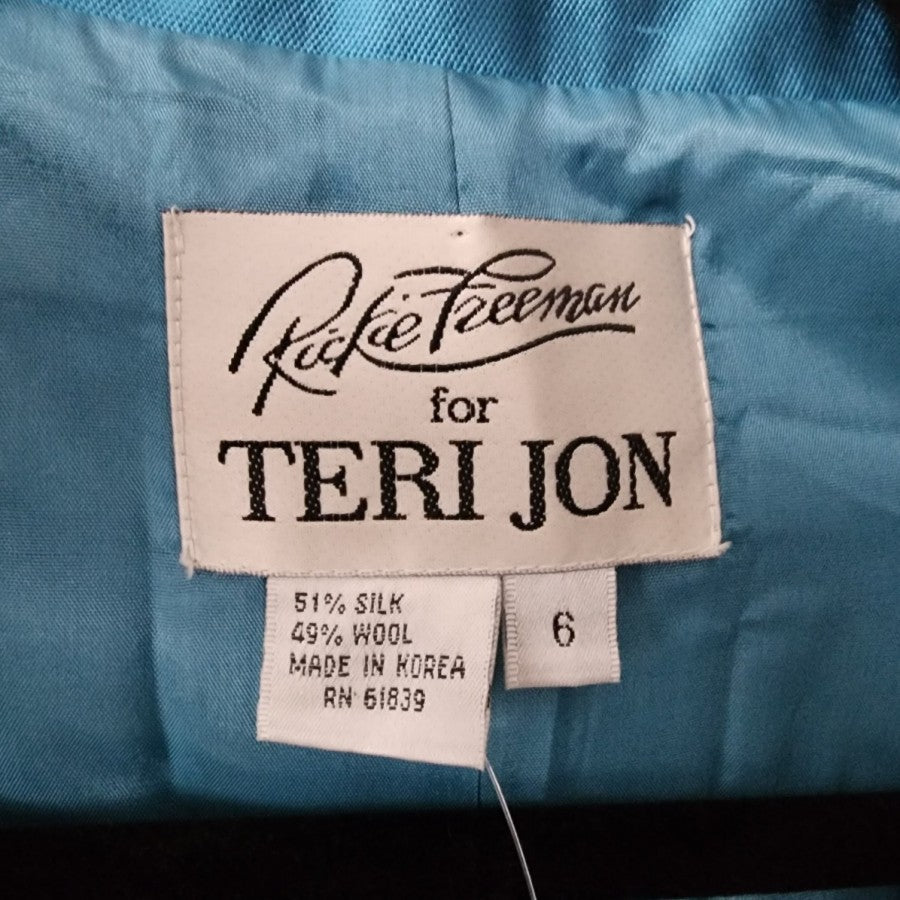 Rickie Freeman
for
TERI JON
51% SILK
49% WOOL
MADE IN KOREA
RN 61839
6